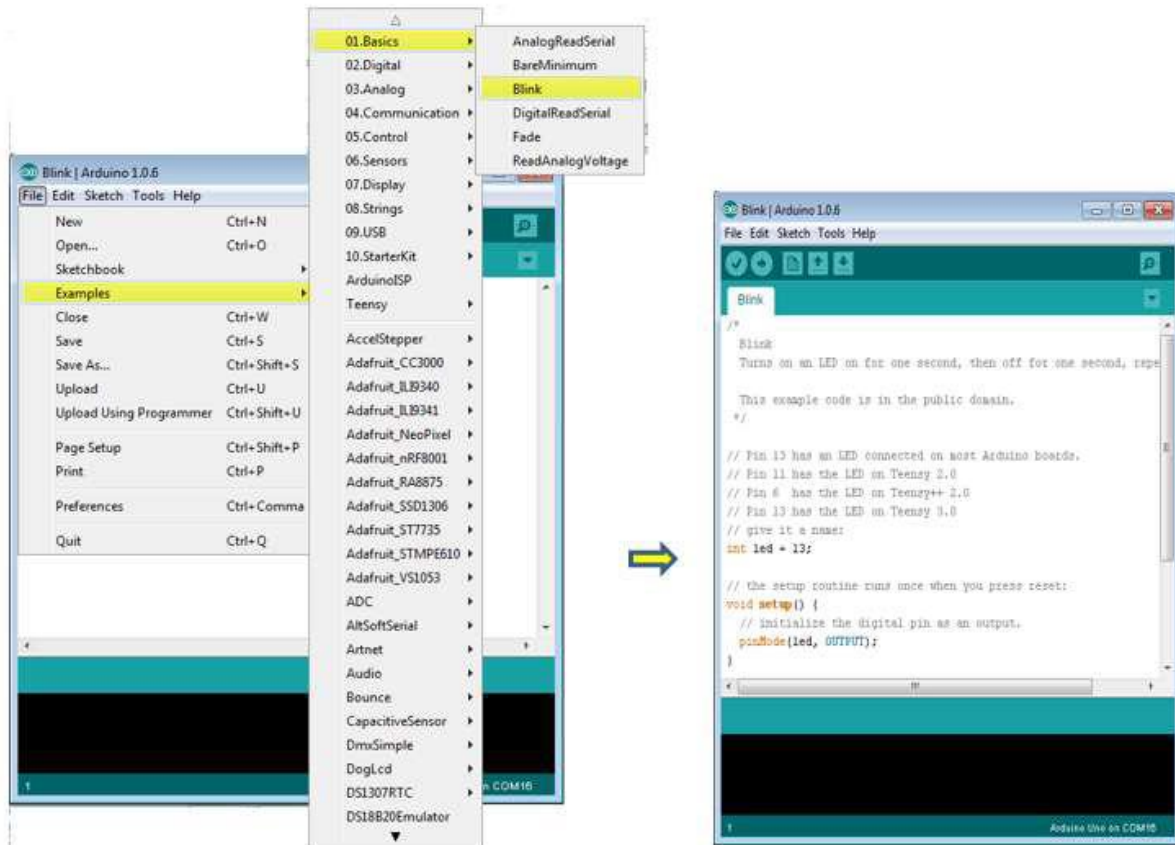 01.Basics
02.Digital
03.Analog
04.Communication
05.Control
06.Sensors
07.Display
08.Strings
09.USB
10.StarterKit
ArduinoISP
Teensy
AccelStepper
Adafruit_CC3000
Adafruit_ILI9340
Adafruit_ILI9341
Adafruit_NeoPixel
Adafruit_nRF8001
Adafruit_RA8875
Adafruit_SSD1306
Adafruit_ST7735
Adafruit_STMPE610
Adafruit_VS1053
ADC
AltSoftSerial
Artnet
Audio
Bounce
CapacitiveSensor
DmxSimple
DogLcd
DS1307RTC
DS18B20Emulator
AnalogReadSerial
BareMinimum
Blink
DigitalReadSerial
Fade
ReadAnalogVoltage
Blink | Arduino 1.0.6
File Edit Sketch Tools Help
New Ctrl+N
Open... Ctrl+O
Sketchbook
Examples
Close Ctrl+W
Save Ctrl+S
Save As... Ctrl+Shift+S
Upload Ctrl+U
Upload Using Programmer Ctrl+Shift+U
Page Setup Ctrl+Shift+P
Print Ctrl+P
Preferences Ctrl+Comma
Quit Ctrl+Q
1 COM16
Blink | Arduino 1.0.6
File Edit Sketch Tools Help
Blink
/*
Blink
Turns on an LED on for one second, then off for one second, repe
This example code is in the public domain.
*/
// Pin 13 has an LED connected on most Arduino boards.
// Pin 11 has the LED on Teensy 2.0
// Pin 6 has the LED on Teensy++ 2.0
// Pin 13 has the LED on Teensy 3.0
// give it a name:
int led = 13;
// the setup routine runs once when you press reset:
void setup() {
// initialize the digital pin as an output.
pinMode(led, OUTPUT);
}
1 Arduino Uno on COM16